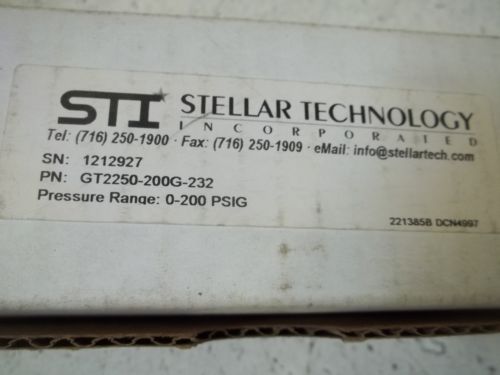 STI STELLAR TECHNOLOGY
INCORPORATED
Tel: (716) 250-1900 · Fax: (716) 250-1909 · eMail: info@stellartech.com
SN: 1212927
PN: GT2250-200G-232
Pressure Range: 0-200 PSIG
221385B DCN4997